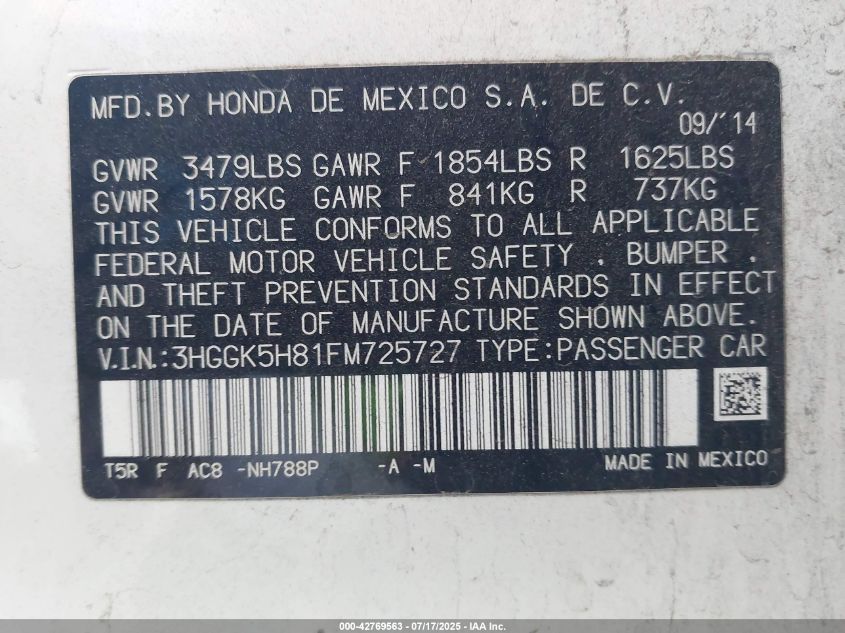 MFD.BY HONDA DE MEXICO S.A. DE C.V.
09/'14
GVWR 3479LBS GAWR F 1854LBS R 1625LBS
GVWR 1578KG GAWR F 841KG R 737KG
THIS VEHICLE CONFORMS TO ALL APPLICABLE
FEDERAL MOTOR VEHICLE SAFETY , BUMPER ,
AND THEFT PREVENTION STANDARDS IN EFFECT
ON THE DATE OF MANUFACTURE SHOWN ABOVE.
V.I.N.:3HGGK5H81FM725727 TYPE:PASSENGER CAR
T5R F AC8 -NH788P -A -M MADE IN MEXICO
000-42769563 - 07/17/2025 - IAA Inc.